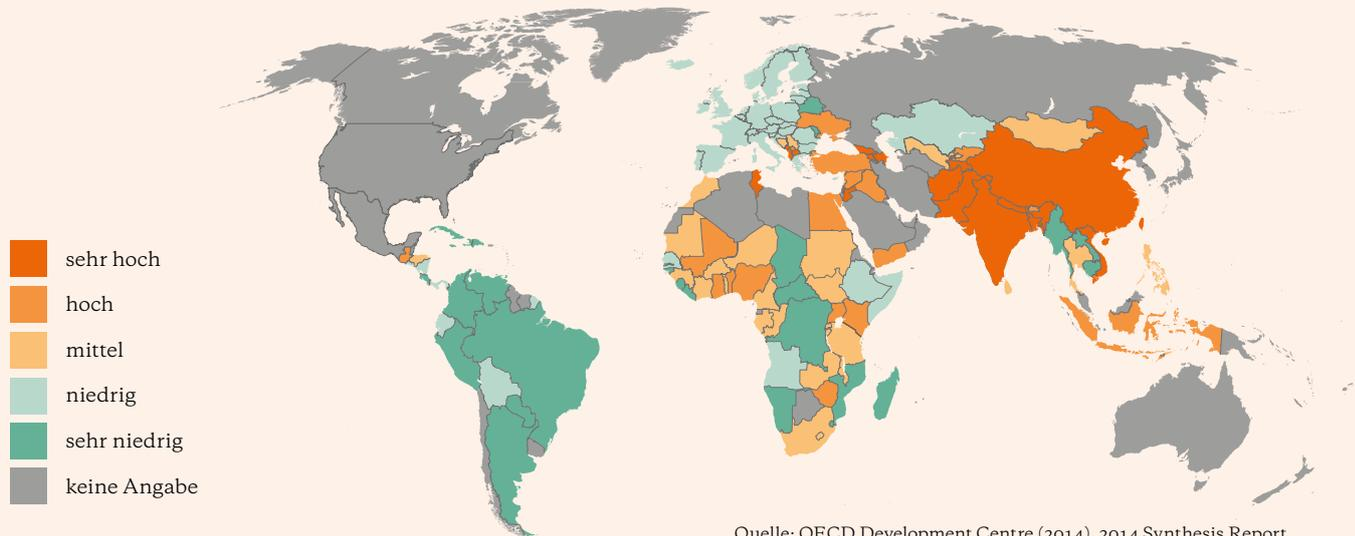 sehr hoch
hoch
mittel
niedrig
sehr niedrig
keine Angabe
Quelle: OECD Development Centre (2014), 2014 Synthesis Report